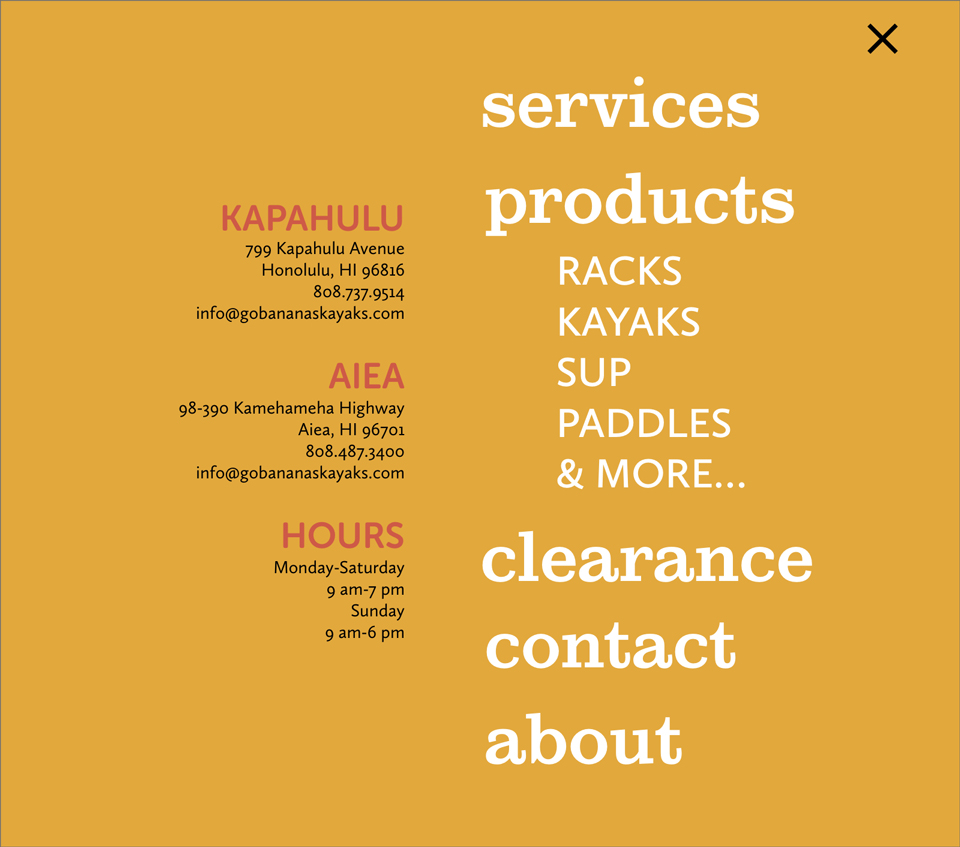 services
products
RACKS
KAYAKS
SUP
PADDLES
& MORE...
clearance
contact
about
KAPAHULU
799 Kapahulu Avenue
Honolulu, HI 96816
808.737.9514
info@gobananaskayaks.com
AIEA
98-390 Kamehameha Highway
Aiea, HI 96701
808.487.3400
info@gobananaskayaks.com
HOURS
Monday-Saturday
9 am-7 pm
Sunday
9 am-6 pm